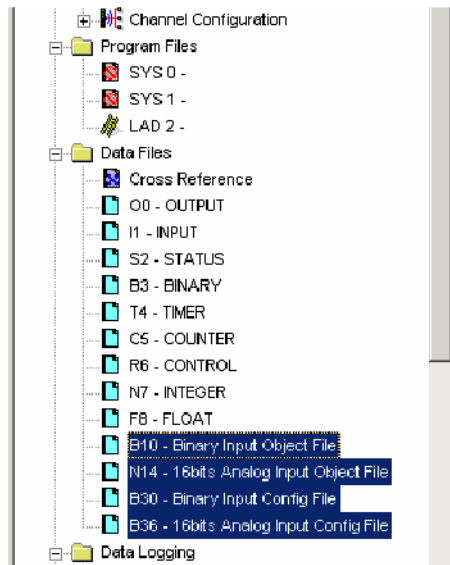 Channel Configuration
Program Files
SYS 0 -
SYS 1 -
LAD 2 -
Data Files
Cross Reference
O0 - OUTPUT
I1 - INPUT
S2 - STATUS
B3 - BINARY
T4 - TIMER
C5 - COUNTER
R6 - CONTROL
N7 - INTEGER
F8 - FLOAT
B10 - Binary Input Object File
N14 - 16bits Analog Input Object File
B30 - Binary Input Config File
B36 - 16bits Analog Input Config File
Data Logging